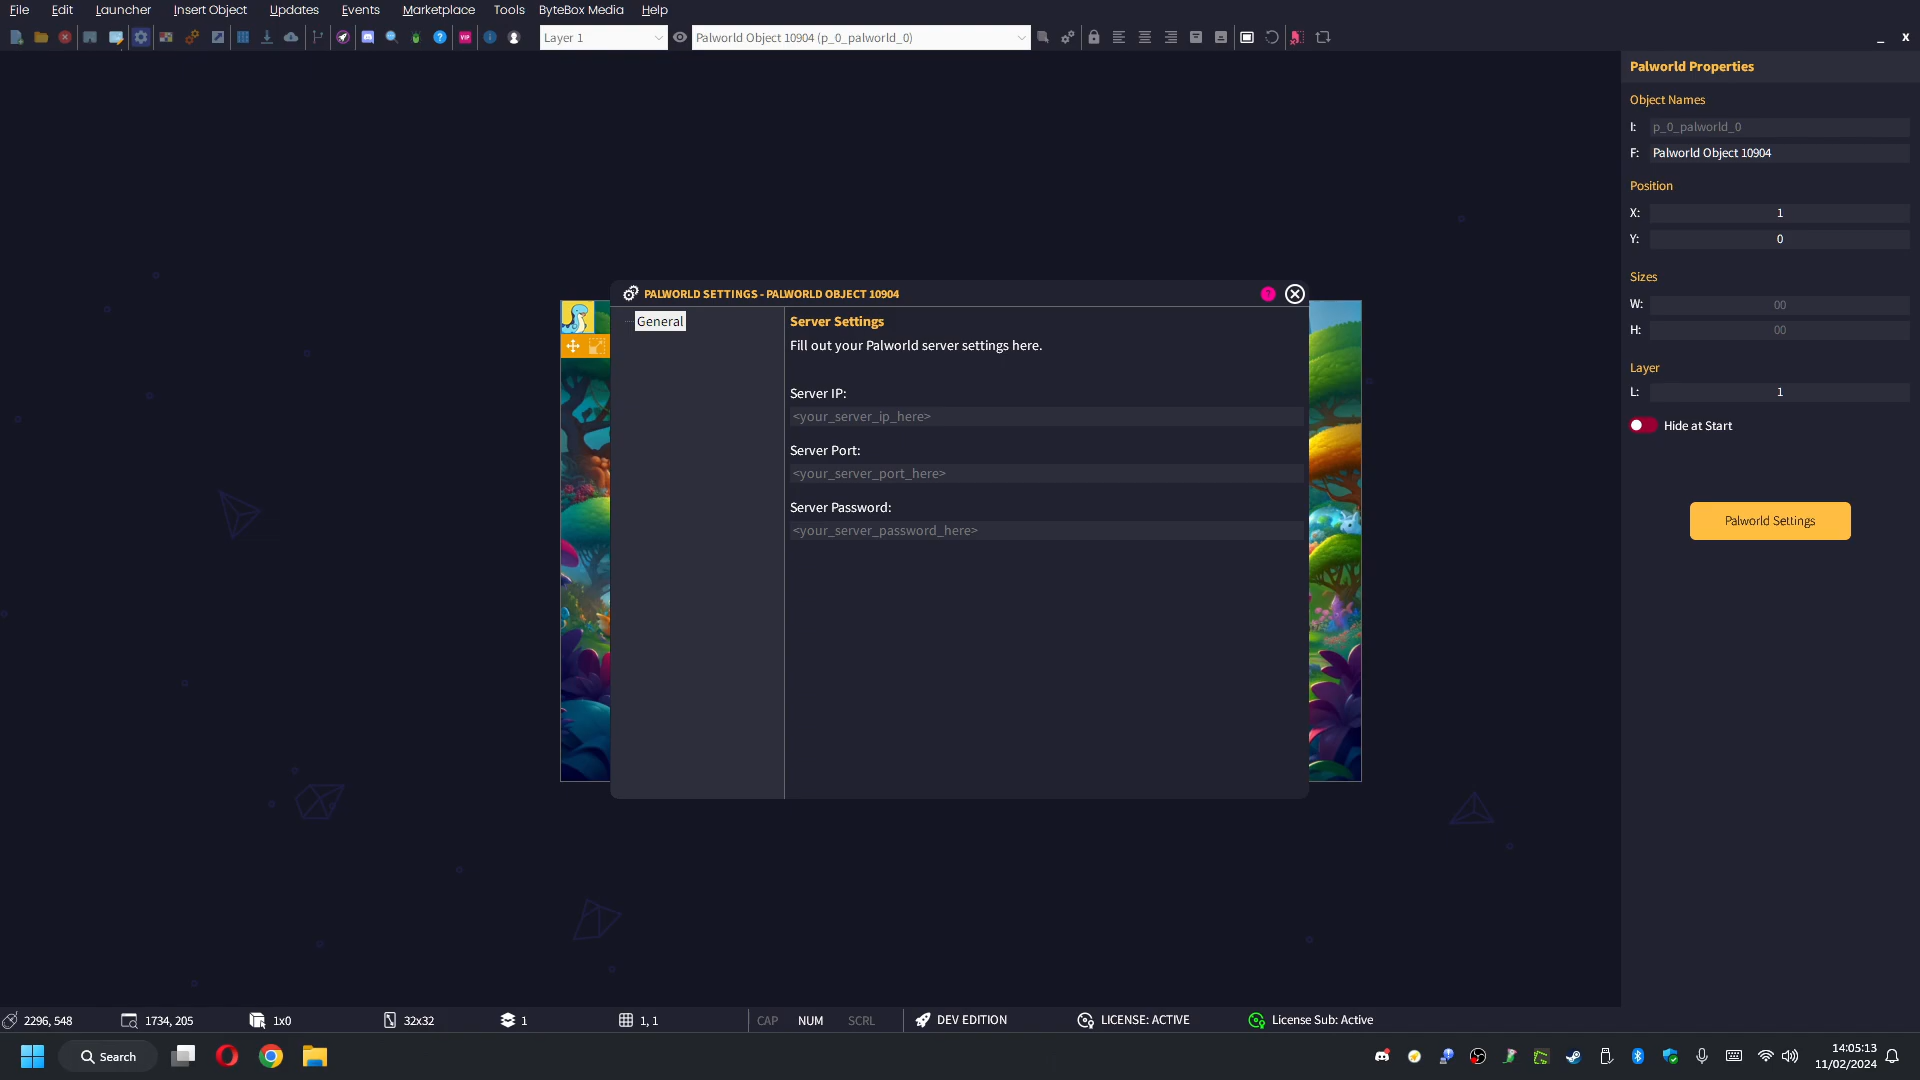 File Edit Launcher Insert Object Updates Events Marketplace Tools ByteBox Media Help
VIP
Layer 1
Palworld Object 10904 (p_0_palworld_0)
Palworld Properties
Object Names
I: p_0_palworld_0
F: Palworld Object 10904
Position
X: 1
Y: 0
Sizes
W: 00
H: 00
Layer
L: 1
Hide at Start
Palworld Settings
PALWORLD SETTINGS - PALWORLD OBJECT 10904
General
Server Settings
Fill out your Palworld server settings here.
Server IP:
<your_server_ip_here>
Server Port:
<your_server_port_here>
Server Password:
<your_server_password_here>
2296, 548 1734, 205 1x0 32x32 1 1, 1 CAP NUM SCRL DEV EDITION LICENSE: ACTIVE License Sub: Active
Search
14:05:13
11/02/2024